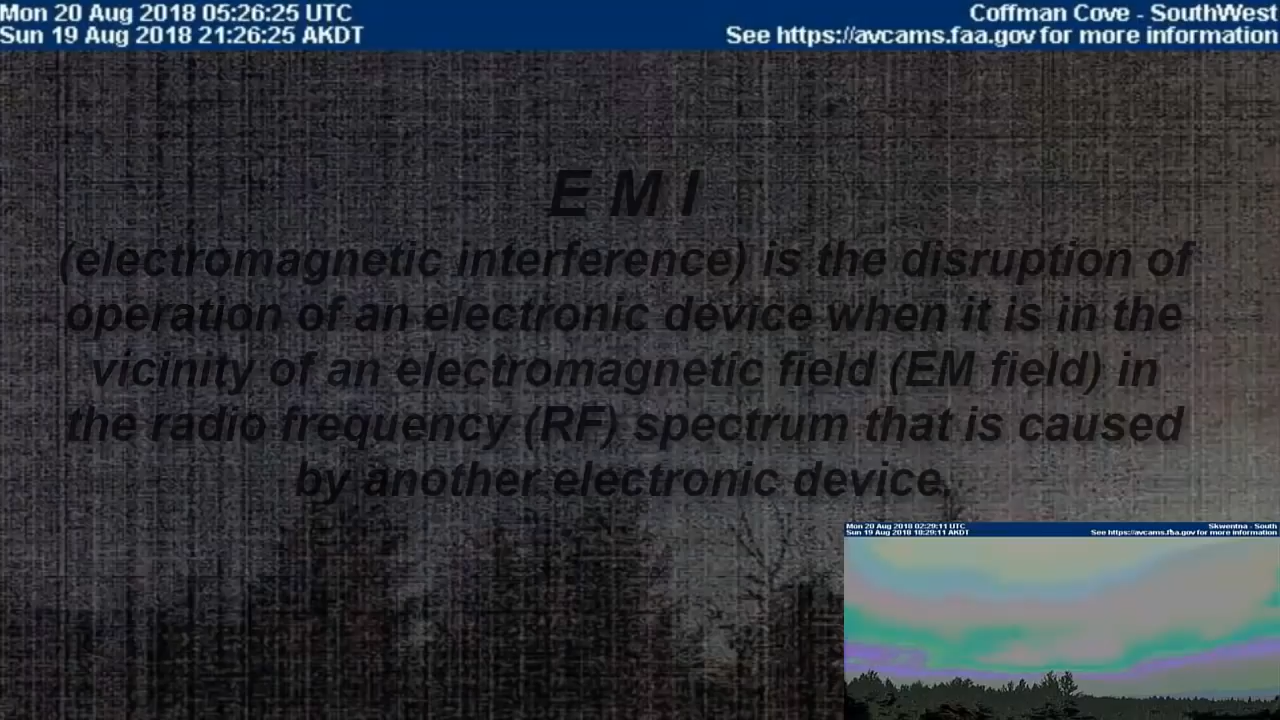 Mon 20 Aug 2018 05:26:25 UTC
Coffman Cove - SouthWest
Sun 19 Aug 2018 21:26:25 AKDT
See https://avcams.faa.gov for more information
E M I
(electromagnetic interference) is the disruption of
operation of an electronic device when it is in the
vicinity of an electromagnetic field (EM field) in
the radio frequency (RF) spectrum that is caused
by another electronic device.
Mon 20 Aug 2018 02:29:11 UTC
Skwentna - South
Sun 19 Aug 2018 18:29:11 AKDT
See https://avcams.faa.gov for more information